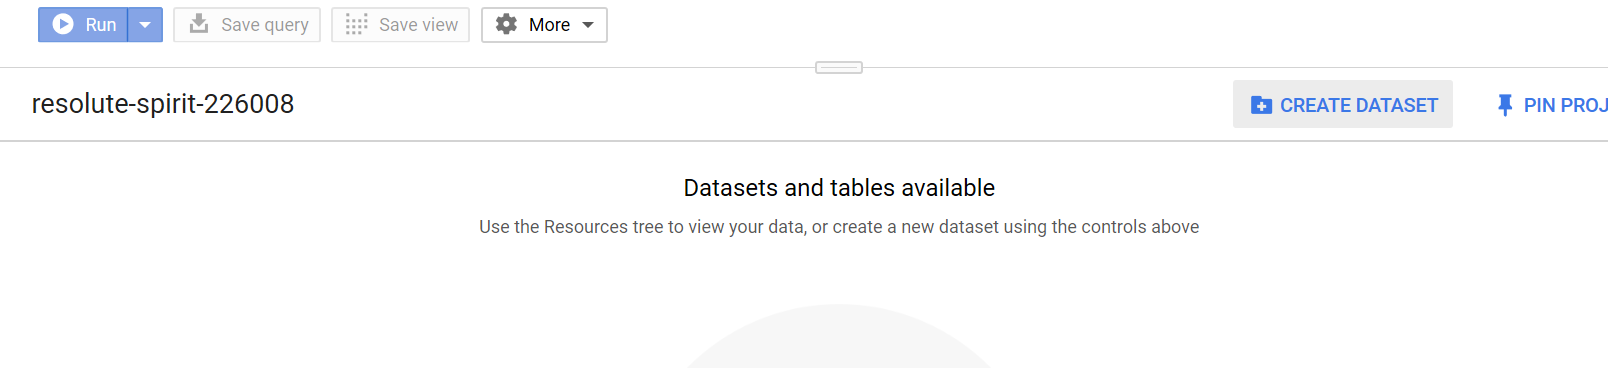 Run Save query Save view More
resolute-spirit-226008 CREATE DATASET PIN PROJ
Datasets and tables available
Use the Resources tree to view your data, or create a new dataset using the controls above